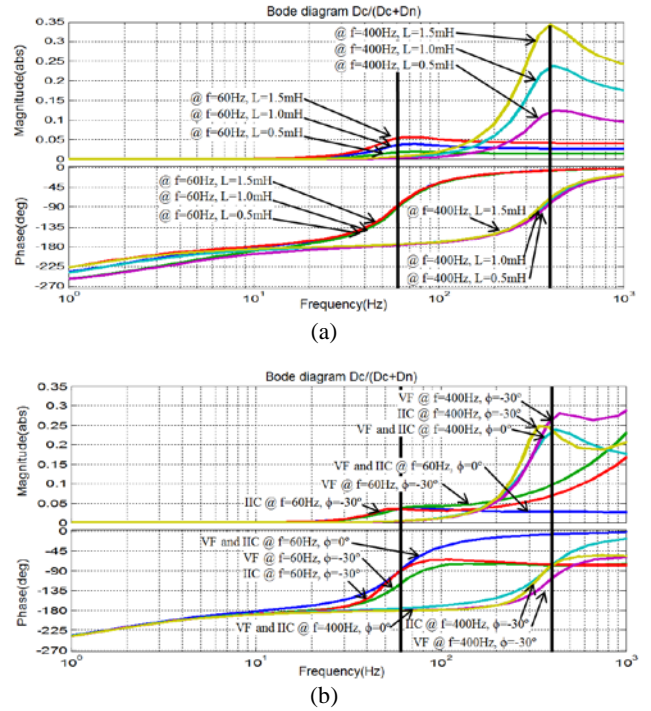 Bode diagram Dc/(Dc+Dn)
Magnitude(abs)
0.35
0.3
0.25
0.2
0.15
0.1
0.05
0
@ f=400Hz, L=1.5mH
@ f=400Hz, L=1.0mH
@ f=400Hz, L=0.5mH
@ f=60Hz, L=1.5mH
@ f=60Hz, L=1.0mH
@ f=60Hz, L=0.5mH
Phase(deg)
0
-45
-90
-135
-180
-225
-270
@ f=60Hz, L=1.5mH
@ f=60Hz, L=1.0mH
@ f=60Hz, L=0.5mH
@ f=400Hz, L=1.5mH
@ f=400Hz, L=1.0mH
@ f=400Hz, L=0.5mH
10⁰ 10¹ 10² 10³
Frequency(Hz)
(a)
Bode diagram Dc/(Dc+Dn)
Magnitude(abs)
0.35
0.3
0.25
0.2
0.15
0.1
0.05
0
VF @ f=400Hz, ϕ=-30°
IIC @ f=400Hz, ϕ=-30°
VF and IIC @ f=400Hz, ϕ=0°
VF and IIC @ f=60Hz, ϕ=0°
VF @ f=60Hz, ϕ=-30°
IIC @ f=60Hz, ϕ=-30°
Phase(deg)
0
-45
-90
-135
-180
-225
-270
VF and IIC @ f=60Hz, ϕ=0°
VF @ f=60Hz, ϕ=-30°
IIC @ f=60Hz, ϕ=-30°
VF and IIC @ f=400Hz, ϕ=0°
IIC @ f=400Hz, ϕ=-30°
VF @ f=400Hz, ϕ=-30°
10⁰ 10¹ 10² 10³
Frequency(Hz)
(b)